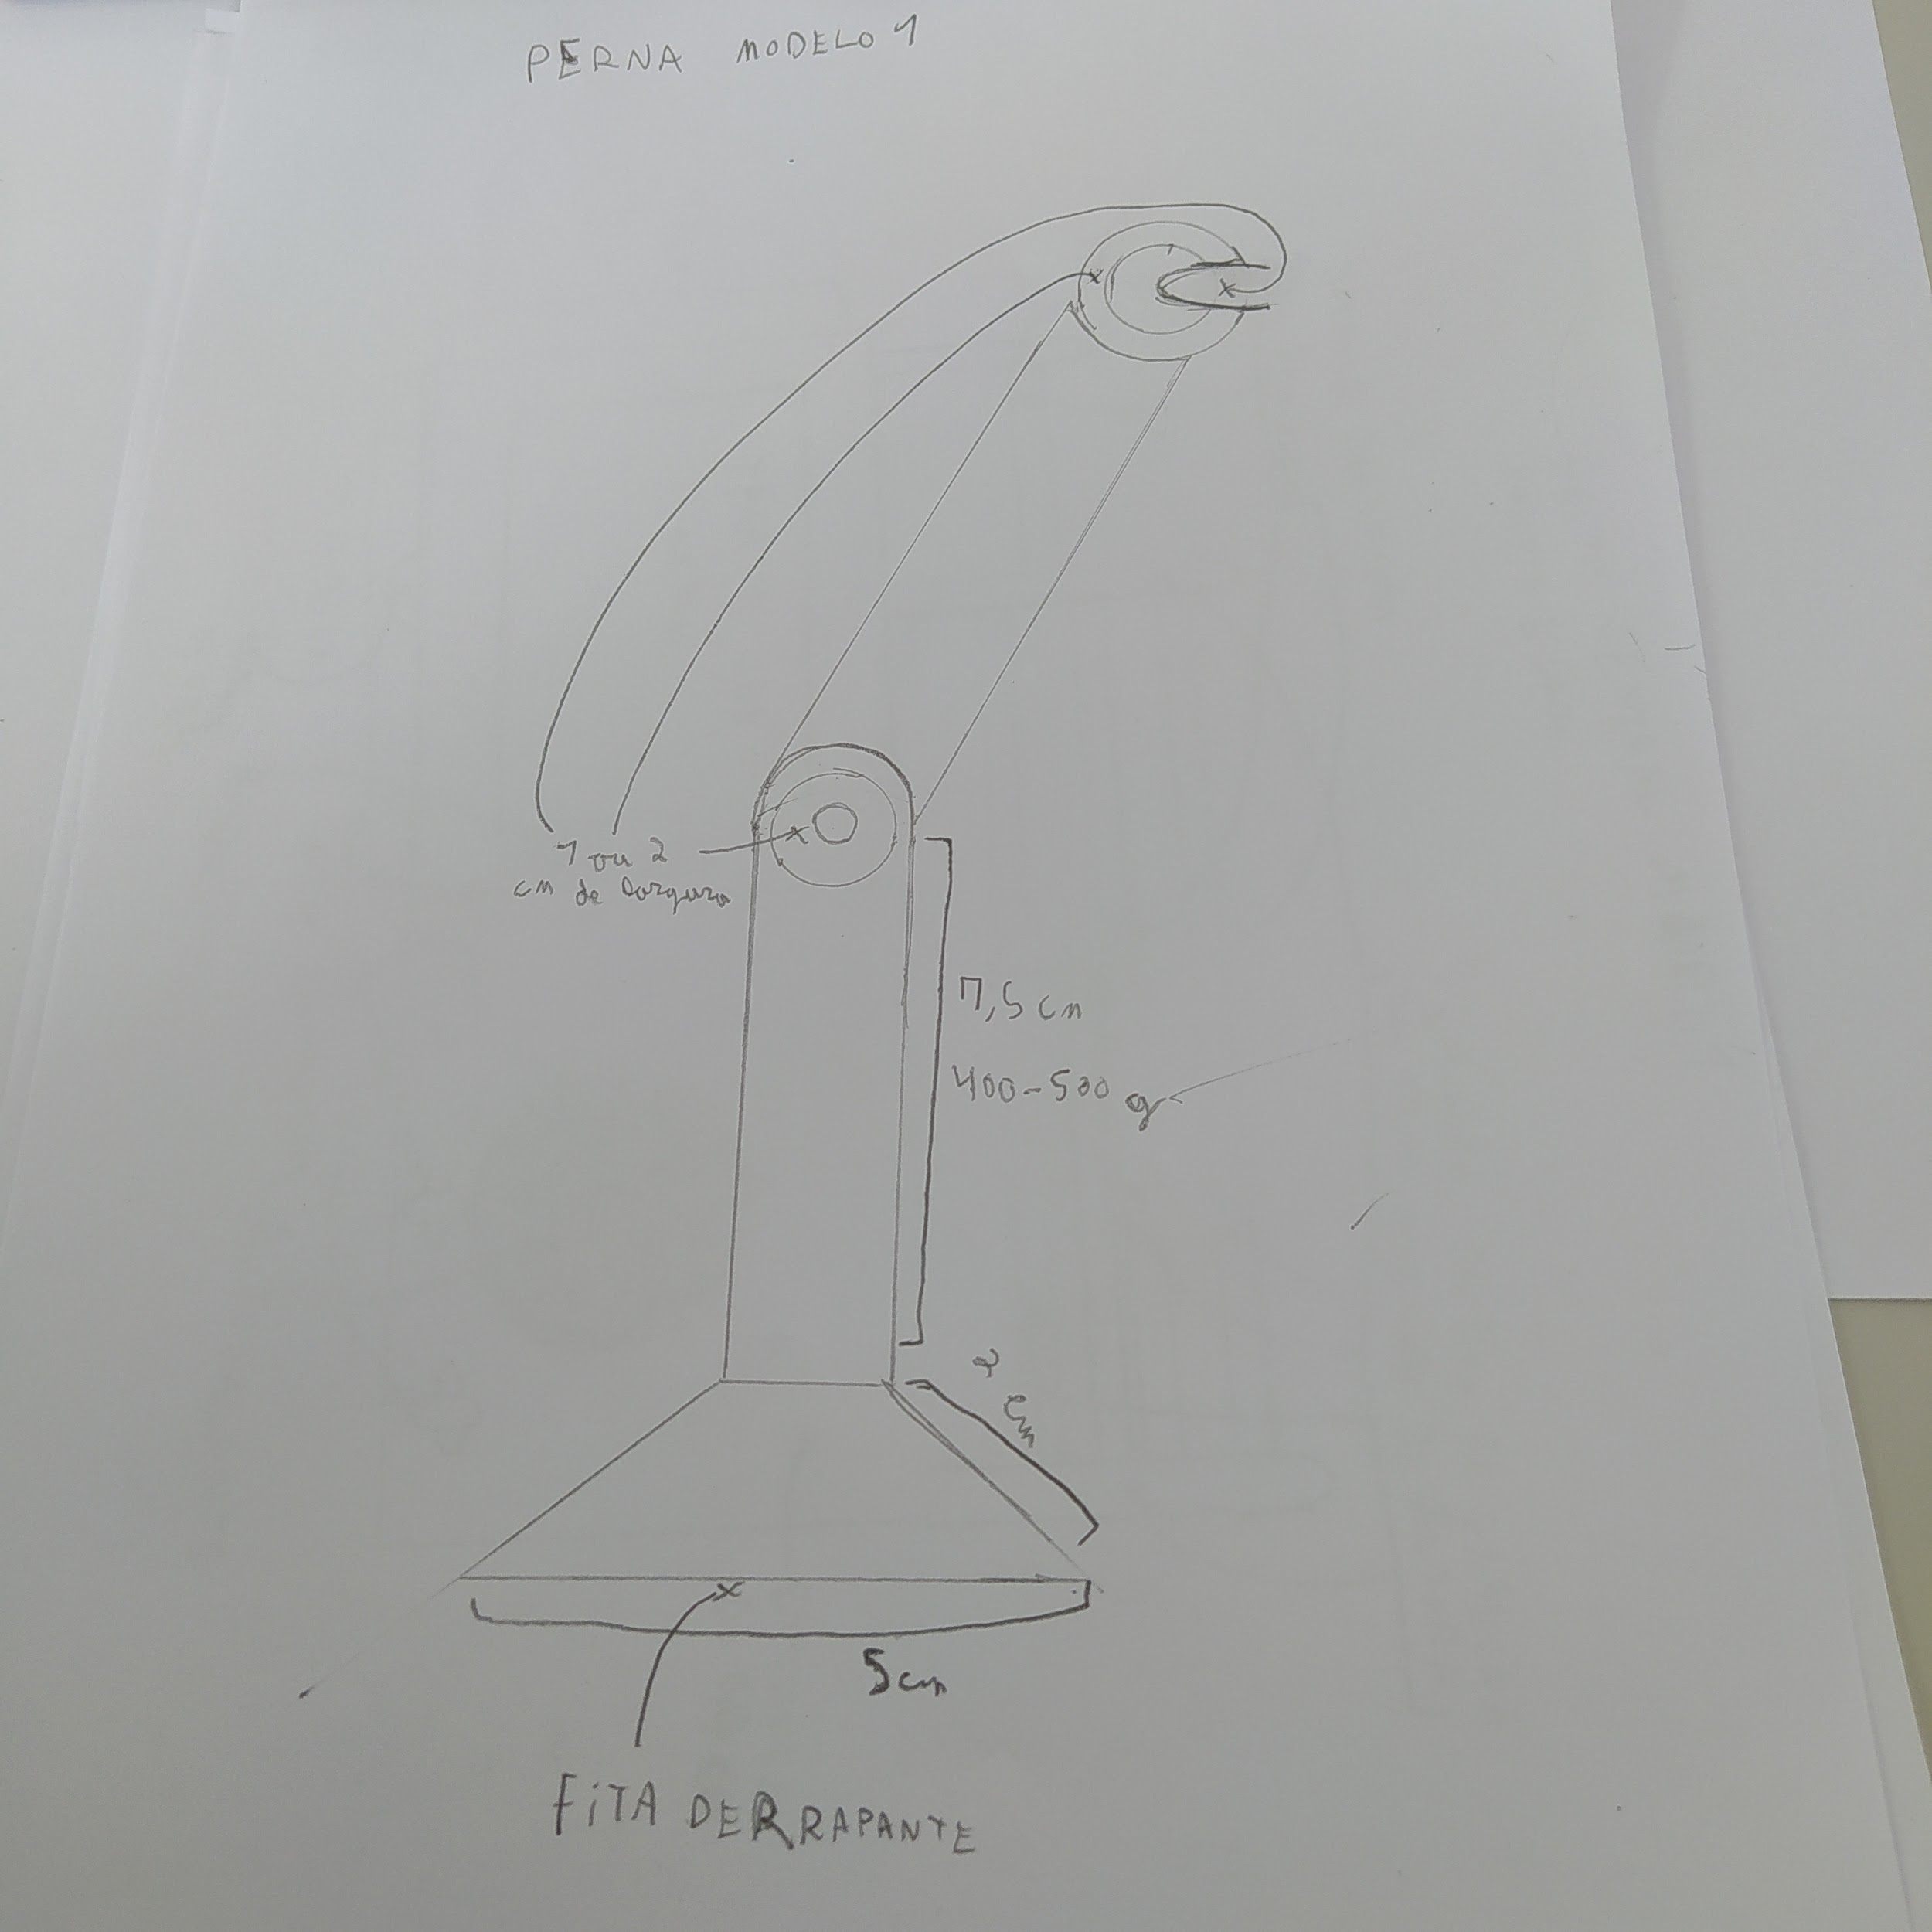 PERNA MODELO 1
1 ou 2
cm de largura
7,5 cm
400-500 g
2 cm
5cm
FiTA DERRAPANTE